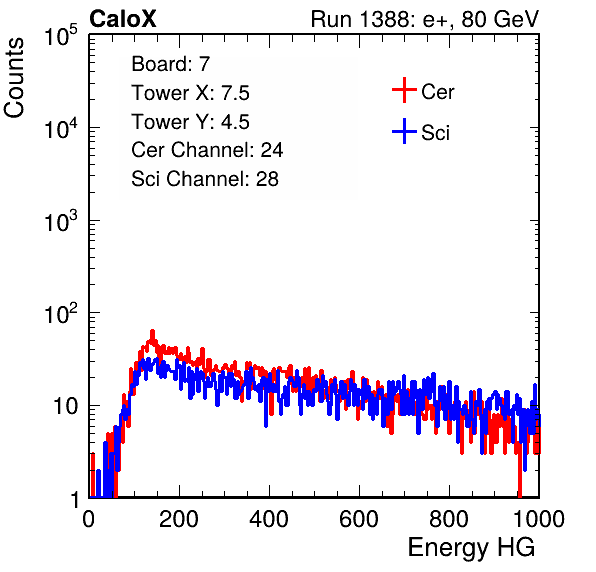 CaloX Run 1388: e+, 80 GeV
Counts
10^5
10^4
10^3
10^2
10
1
Board: 7
Tower X: 7.5
Tower Y: 4.5
Cer Channel: 24
Sci Channel: 28
Cer
Sci
0 200 400 600 800 1000
Energy HG